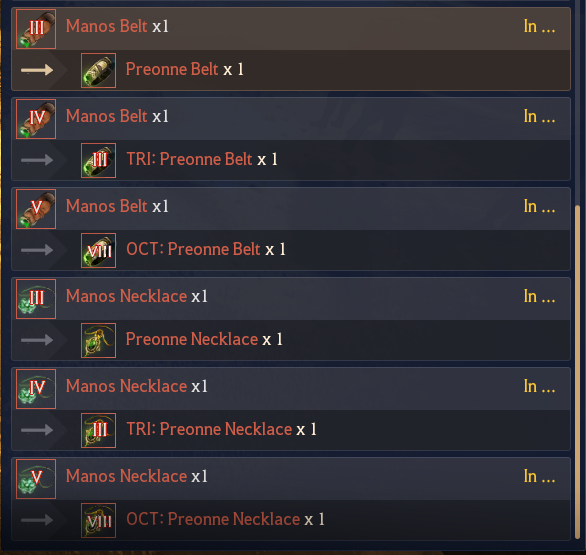 III Manos Belt x1 In ...
Preonne Belt x 1
IV Manos Belt x1 In ...
III TRI: Preonne Belt x 1
V Manos Belt x1 In ...
VIII OCT: Preonne Belt x 1
III Manos Necklace x1 In ...
Preonne Necklace x 1
IV Manos Necklace x1 In ...
III TRI: Preonne Necklace x 1
V Manos Necklace x1 In ...
VIII OCT: Preonne Necklace x 1